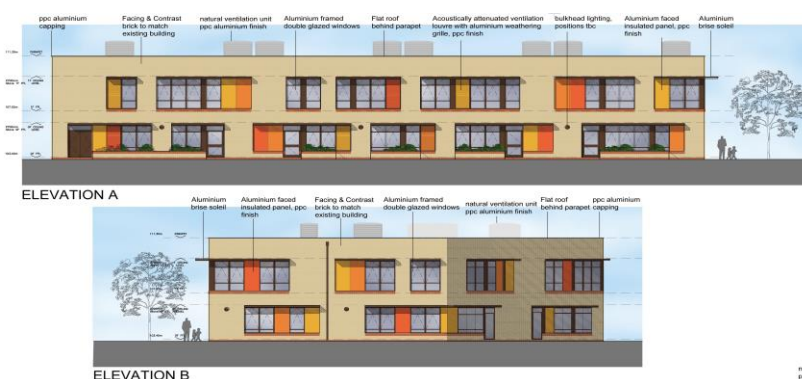 ppc aluminium
capping
Facing & Contrast
brick to match
existing building
natural ventilation unit
ppc aluminium finish
Aluminium framed
double glazed windows
Flat roof
behind parapet
Acoustically attenuated ventilation
louvre with aluminium weathering
grille, ppc finish
bulkhead lighting,
positions tbc
Aluminium faced
insulated panel, ppc
finish
Aluminium
brise soleil
ELEVATION A
Aluminium
brise soleil
Aluminium faced
insulated panel, ppc
finish
Facing & Contrast
brick to match
existing building
Aluminium framed
double glazed windows
natural ventilation unit
ppc aluminium finish
Flat roof
behind parapet
ppc aluminium
capping
ELEVATION B